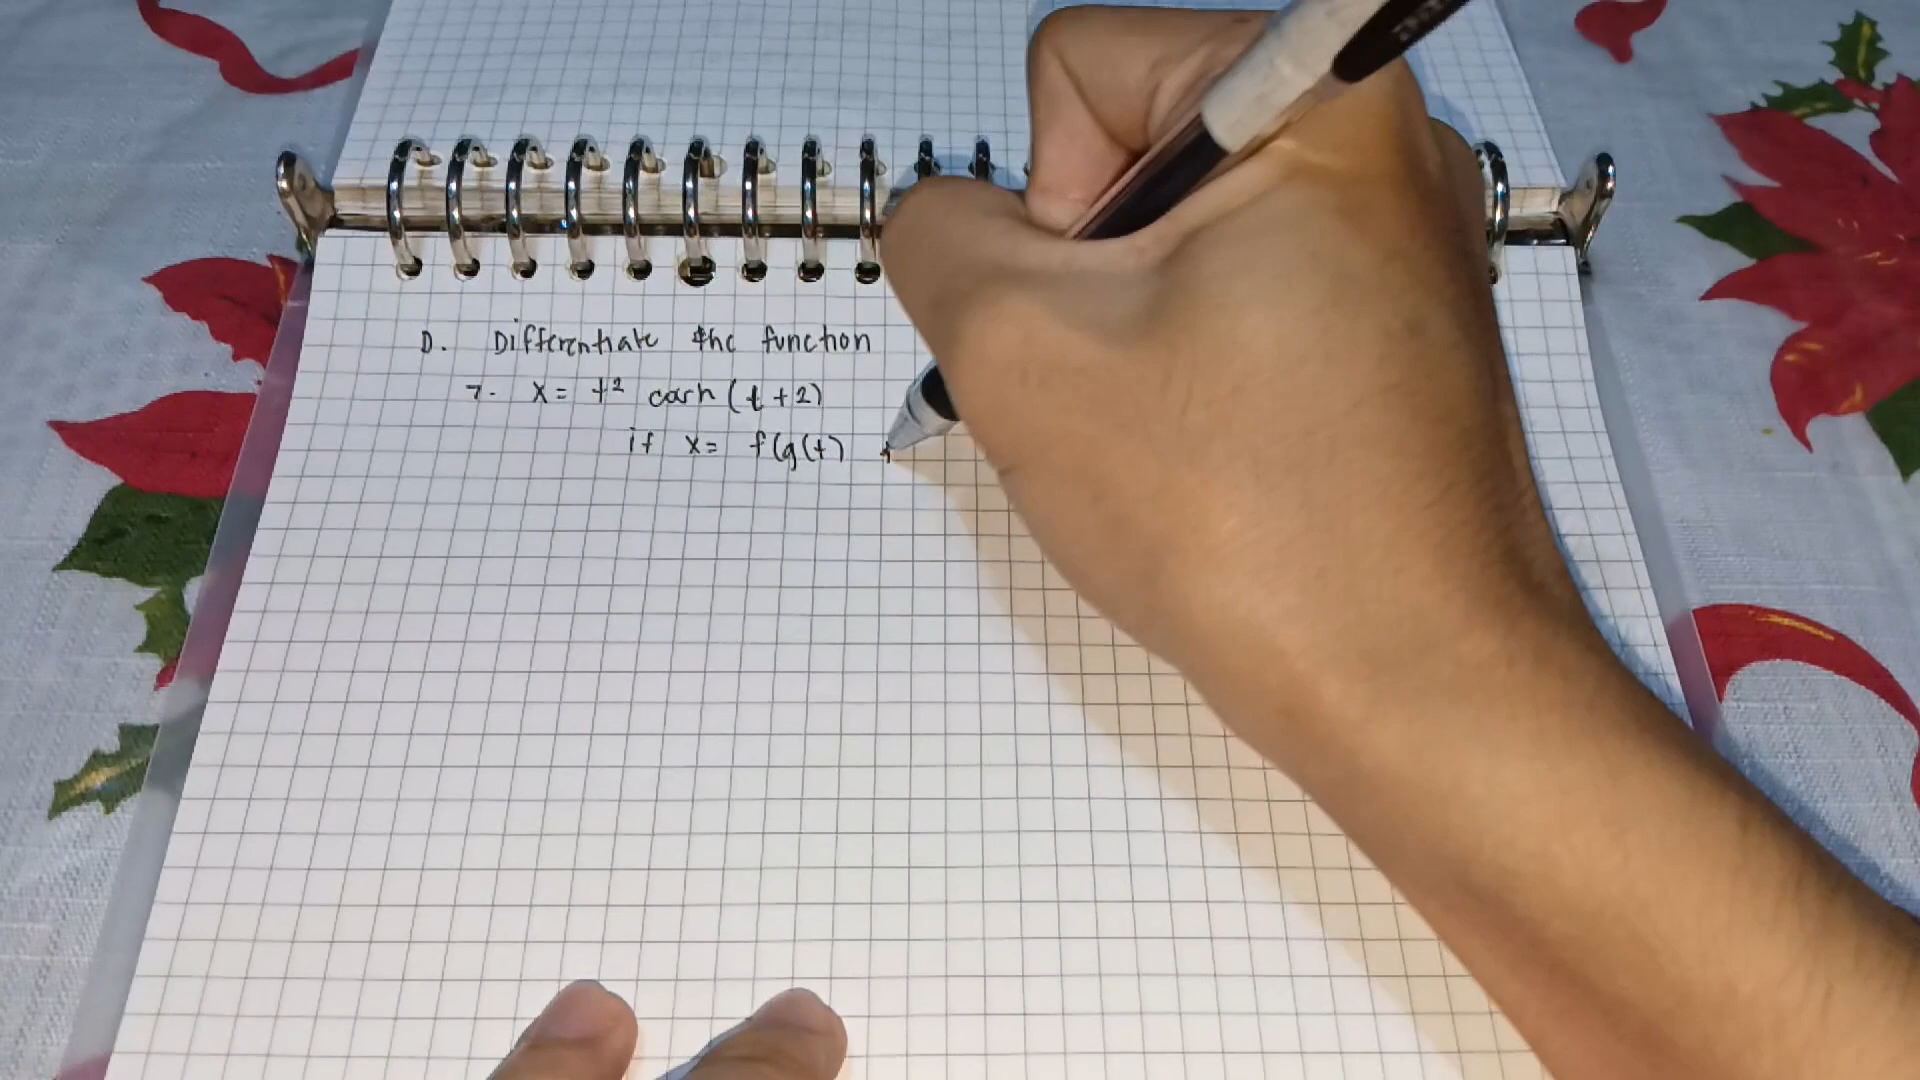 D. Differentiate the function
7. x = t² cosh (t+2)
if x = f(g(t)